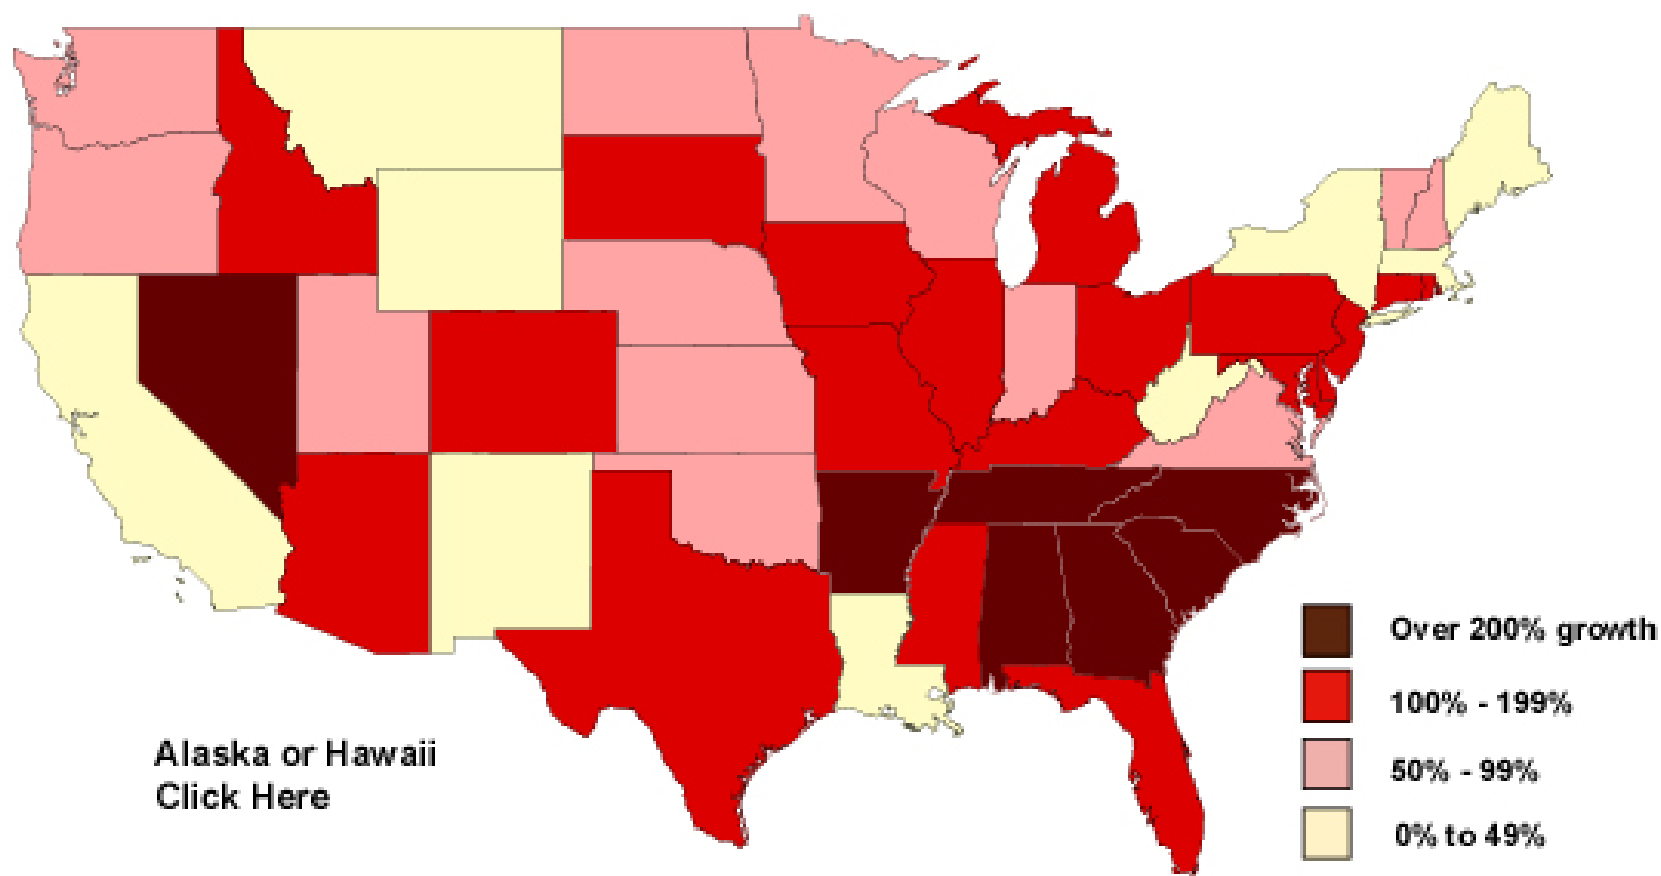 Over 200% growth
100% - 199%
50% - 99%
0% to 49%
Alaska or Hawaii
Click Here